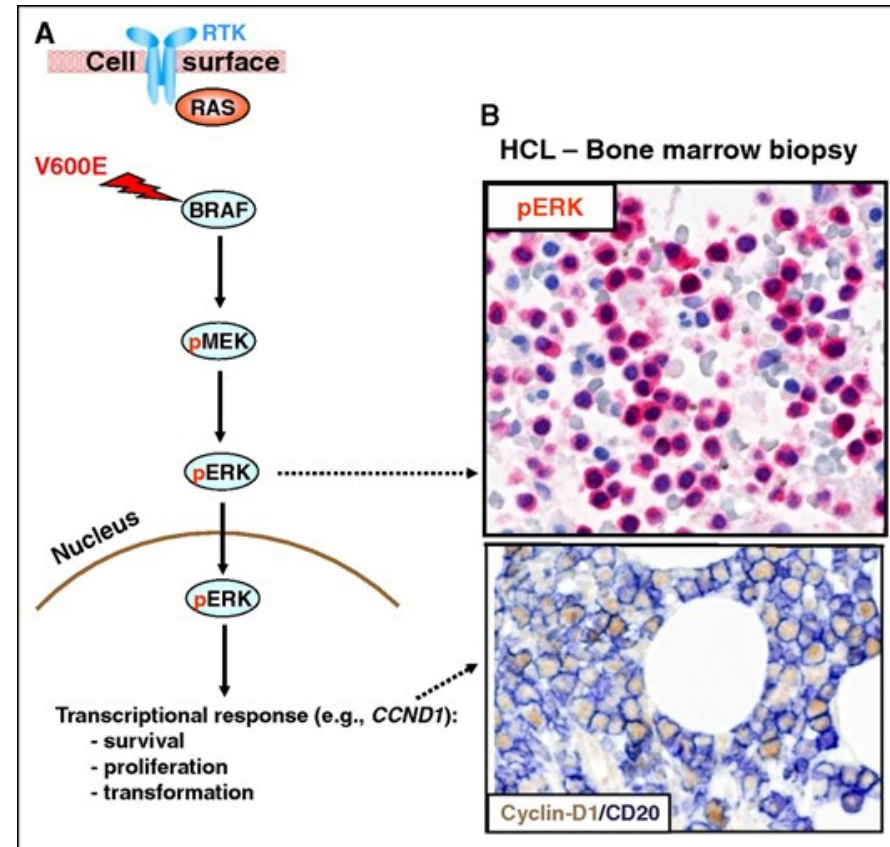 A
RTK
Cell surface
RAS
V600E
BRAF
pMEK
pERK
Nucleus
pERK
Transcriptional response (e.g., CCND1):
- survival
- proliferation
- transformation
B
HCL – Bone marrow biopsy
pERK
Cyclin-D1/CD20